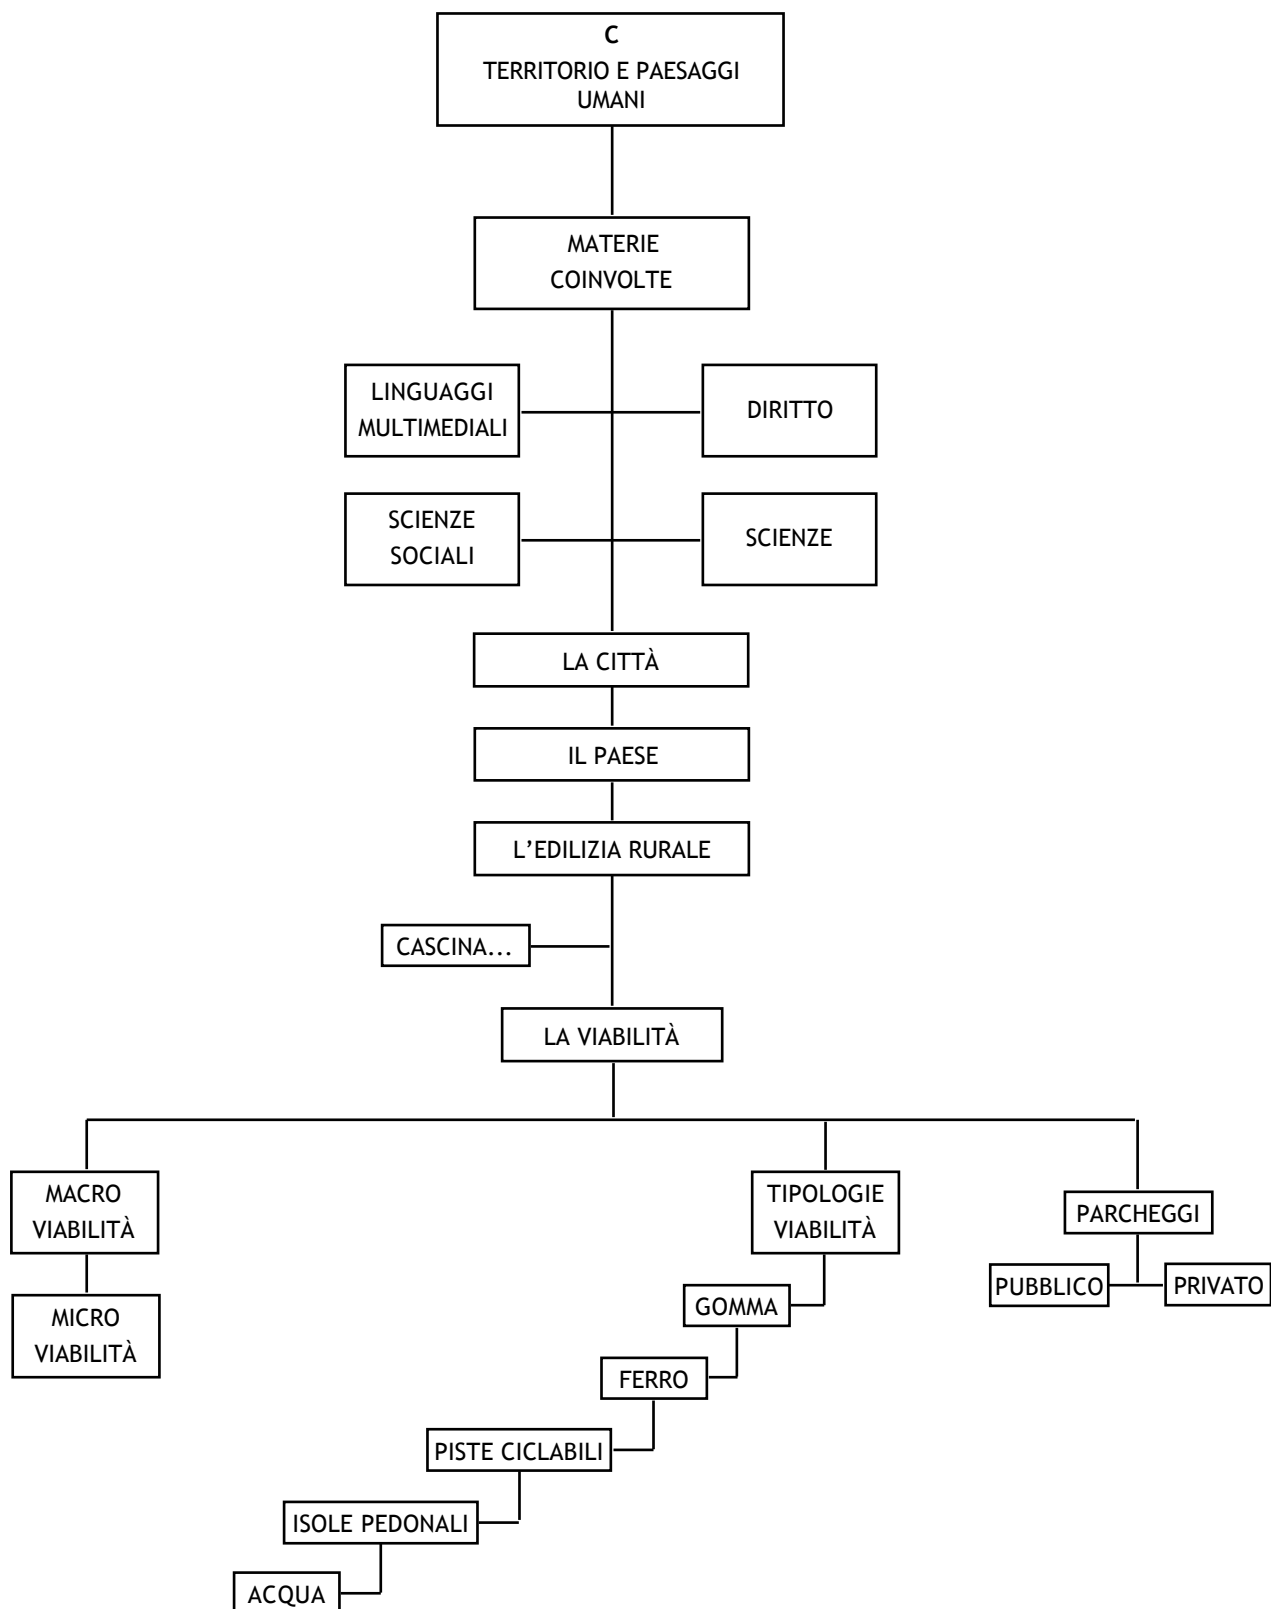 C
TERRITORIO E PAESAGGI
UMANI
MATERIE
COINVOLTE
LINGUAGGI
MULTIMEDIALI
DIRITTO
SCIENZE
SOCIALI
SCIENZE
LA CITTÀ
IL PAESE
L’EDILIZIA RURALE
CASCINA...
LA VIABILITÀ
MACRO
VIABILITÀ
MICRO
VIABILITÀ
TIPOLOGIE
VIABILITÀ
GOMMA
FERRO
PISTE CICLABILI
ISOLE PEDONALI
ACQUA
PARCHEGGI
PUBBLICO
PRIVATO